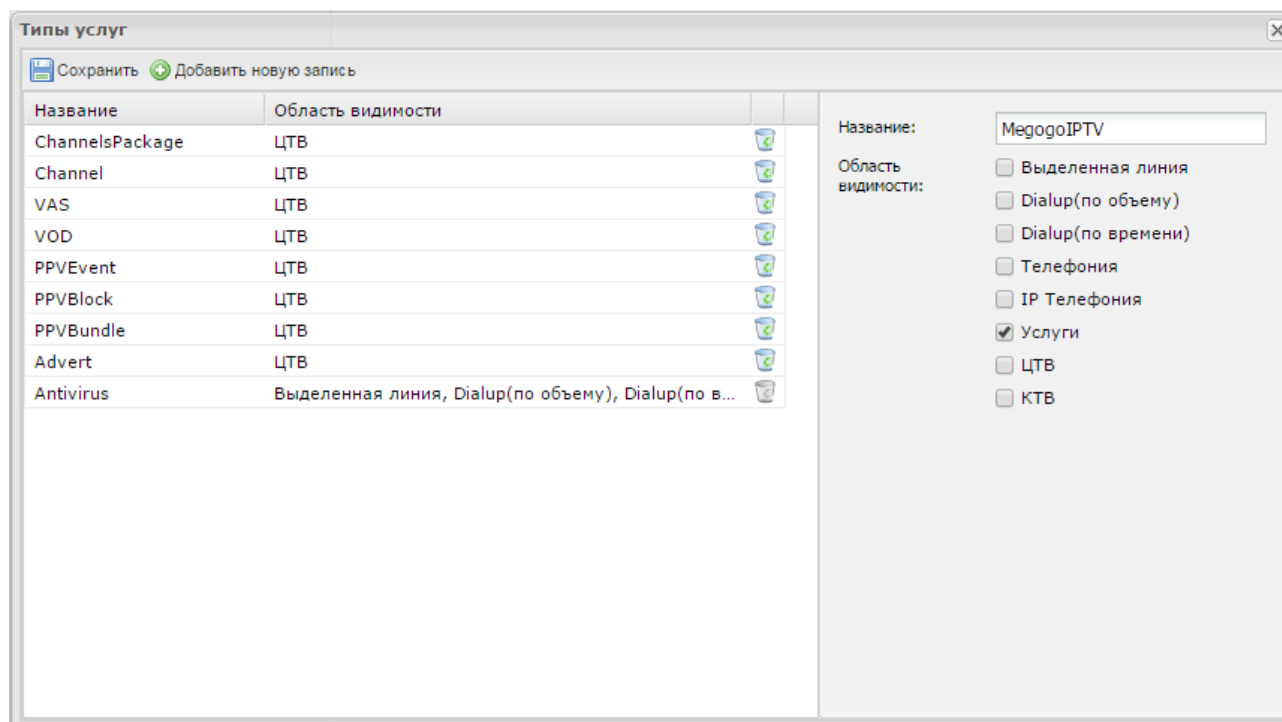 Типы услуг
Сохранить Добавить новую запись
Название Область видимости
ChannelsPackage ЦТВ
Channel ЦТВ
VAS ЦТВ
VOD ЦТВ
PPVEvent ЦТВ
PPVBlock ЦТВ
PPVBundle ЦТВ
Advert ЦТВ
Antivirus Выделенная линия, Dialup(по объему), Dialup(по в...
Название: MegogoIPTV
Область
видимости:
Выделенная линия
Dialup(по объему)
Dialup(по времени)
Телефония
IP Телефония
Услуги
ЦТВ
КТВ